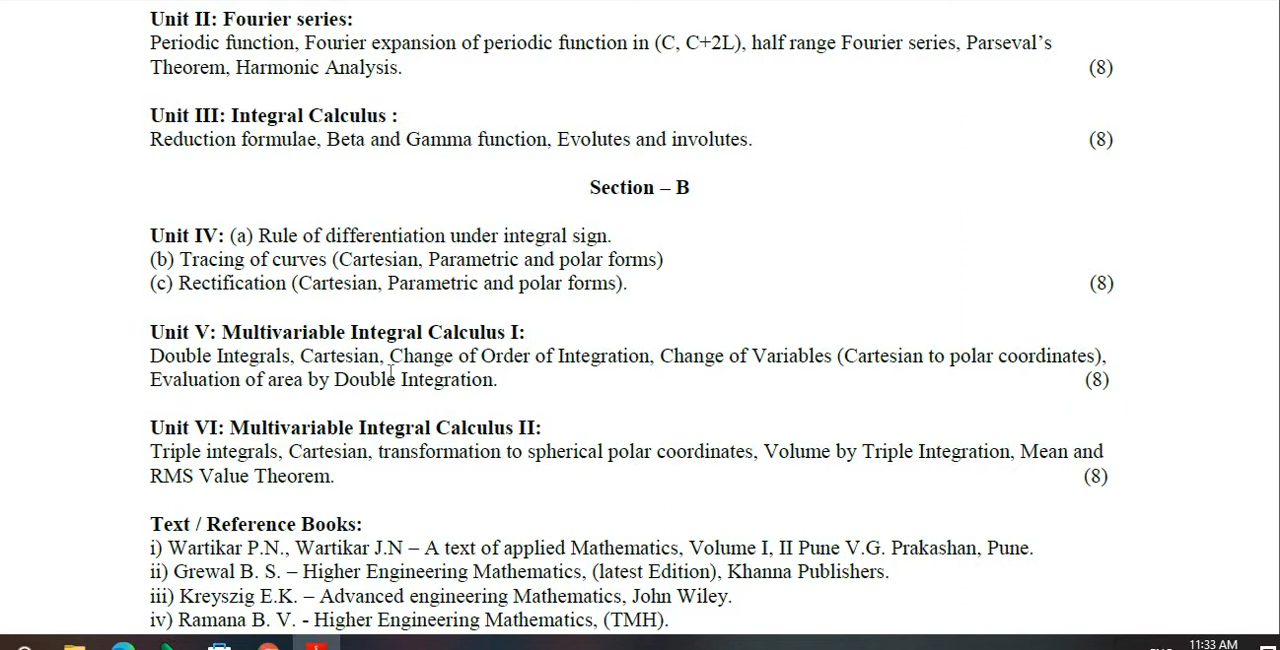 Unit II: Fourier series:
Periodic function, Fourier expansion of periodic function in (C, C+2L), half range Fourier series, Parseval’s
Theorem, Harmonic Analysis. (8)
Unit III: Integral Calculus :
Reduction formulae, Beta and Gamma function, Evolutes and involutes. (8)
Section – B
Unit IV: (a) Rule of differentiation under integral sign.
(b) Tracing of curves (Cartesian, Parametric and polar forms)
(c) Rectification (Cartesian, Parametric and polar forms). (8)
Unit V: Multivariable Integral Calculus I:
Double Integrals, Cartesian, Change of Order of Integration, Change of Variables (Cartesian to polar coordinates),
Evaluation of area by Double Integration. (8)
Unit VI: Multivariable Integral Calculus II:
Triple integrals, Cartesian, transformation to spherical polar coordinates, Volume by Triple Integration, Mean and
RMS Value Theorem. (8)
Text / Reference Books:
i) Wartikar P.N., Wartikar J.N – A text of applied Mathematics, Volume I, II Pune V.G. Prakashan, Pune.
ii) Grewal B. S. – Higher Engineering Mathematics, (latest Edition), Khanna Publishers.
iii) Kreyszig E.K. – Advanced engineering Mathematics, John Wiley.
iv) Ramana B. V. - Higher Engineering Mathematics, (TMH).
11:33 AM